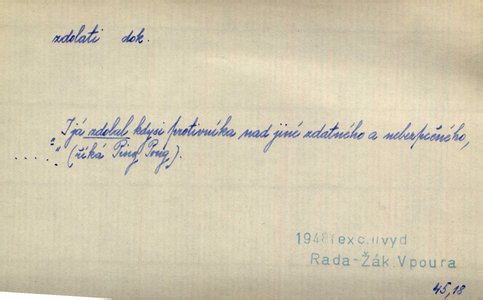 zdolati dok.
"I já zdolal kdysi protivníka nad jiné zdatného a nebezpečného,
....." (říká Ping Pong).
1948 exc. vyd
Rada-Žák. Vpoura
45,18